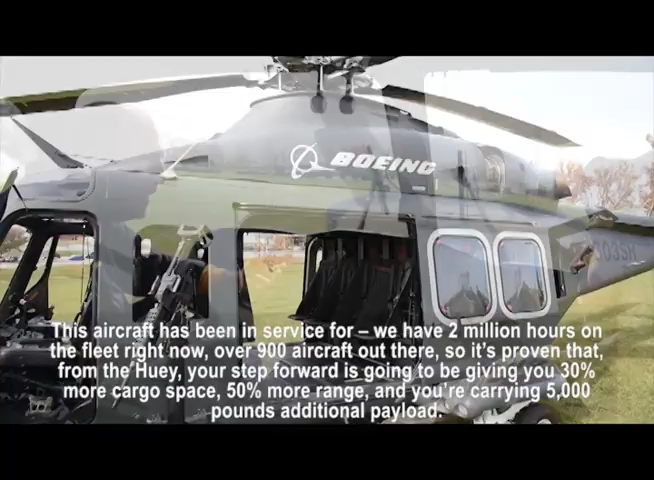 BOEING
303SH
This aircraft has been in service for – we have 2 million hours on
the fleet right now, over 900 aircraft out there, so it's proven that,
from the Huey, your step forward is going to be giving you 30%
more cargo space, 50% more range, and you're carrying 5,000
pounds additional payload.